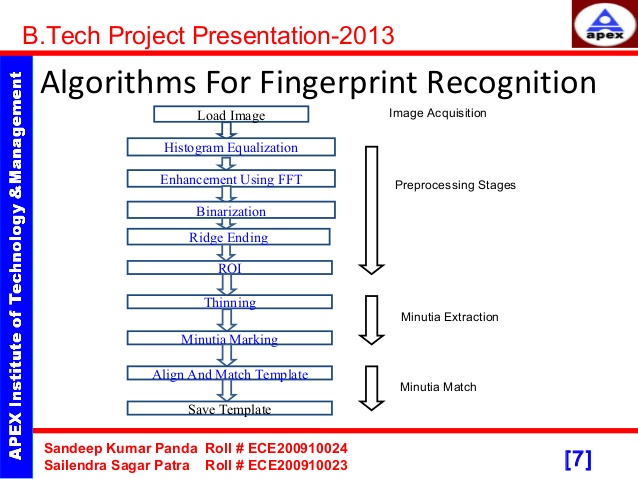 B.Tech Project Presentation-2013
apex
APEX Institute of Technology &Management
Algorithms For Fingerprint Recognition
Load Image
Image Acquisition
Histogram Equalization
Enhancement Using FFT
Preprocessing Stages
Binarization
Ridge Ending
ROI
Thinning
Minutia Extraction
Minutia Marking
Align And Match Template
Minutia Match
Save Template
Sandeep Kumar Panda Roll # ECE200910024
Sailendra Sagar Patra Roll # ECE200910023
[7]